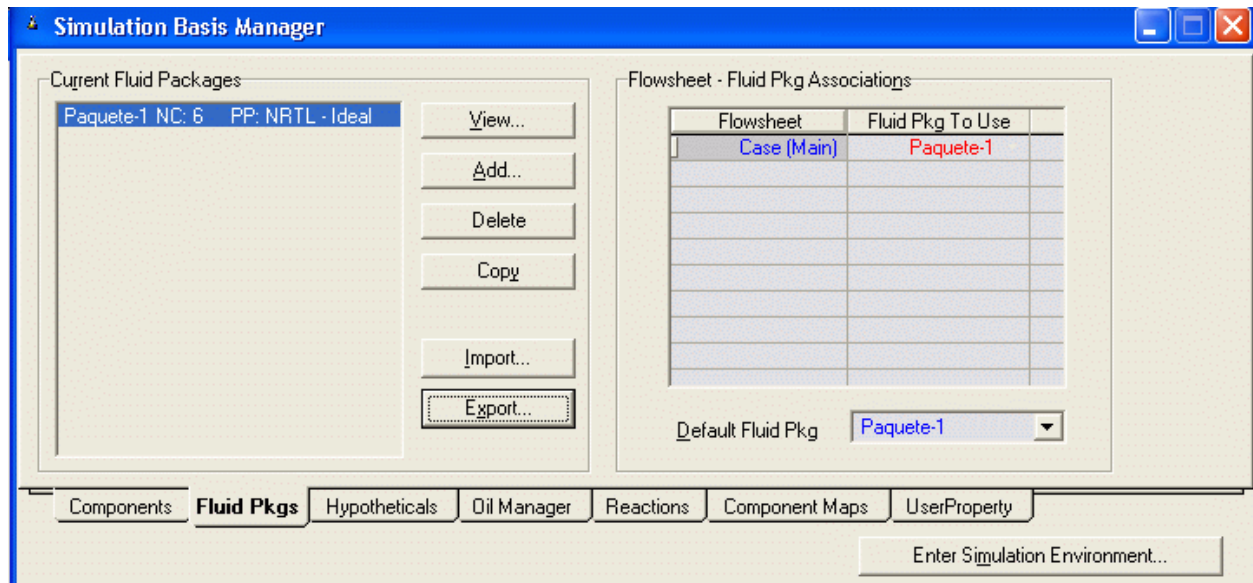 Simulation Basis Manager
Current Fluid Packages
Flowsheet - Fluid Pkg Associations
Paquete-1 NC: 6 PP: NRTL - Ideal
View...
Add...
Delete
Copy
Import...
Export...
Flowsheet Fluid Pkg To Use
Case (Main) Paquete-1
Default Fluid Pkg Paquete-1
Components Fluid Pkgs Hypotheticals Oil Manager Reactions Component Maps UserProperty
Enter Simulation Environment...